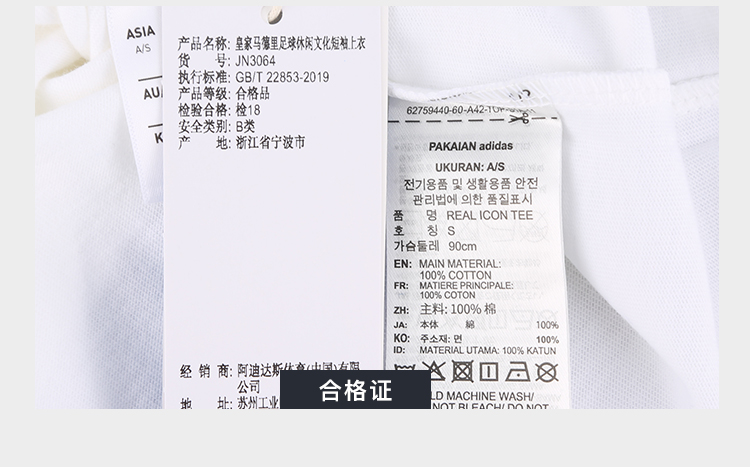 ASIA
A/S
AU
K
产品名称: 皇家马德里足球休闲文化短袖上衣
货 号: JN3064
执行标准: GB/T 22853-2019
产品等级: 合格品
检验合格: 检18
安全类别: B类
产 地: 浙江省宁波市
经 销 商: 阿迪达斯体育(中国)有限
公司
地 址: 苏州工业
合格证
62759440-60-A42-TOP
PAKAIAN adidas
UKURAN: A/S
전기용품 및 생활용품 안전
관리법에 의한 품질표시
품 명 REAL ICON TEE
호 칭 S
가슴둘레 90cm
EN: MAIN MATERIAL:
100% COTTON
FR: MATIERE PRINCIPALE:
100% COTON
ZH: 主料: 100% 棉
JA: 本体 綿 100%
KO: 주소재: 면 100%
ID: MATERIAL UTAMA: 100% KATUN
LD MACHINE WASH/
NOT BLEACH/ DO NOT